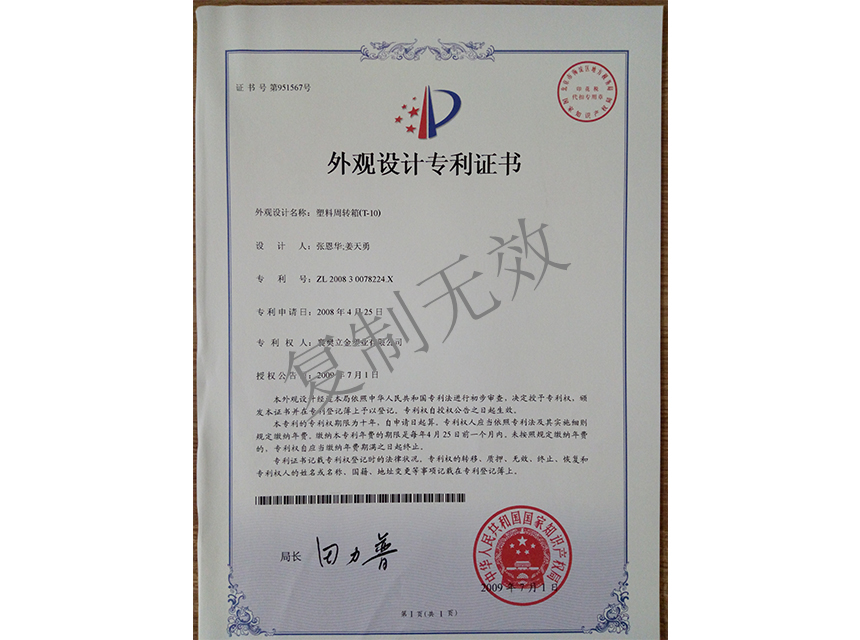 证书号第951567号
外观设计专利证书
外观设计名称：塑料周转箱(T-10)
设计人：张恩华;姜天勇
专利号：ZL 2008 3 0078224.X
专利申请日：2008年4月25日
专利权人：襄樊立金塑业有限公司
授权公告日：2009年7月1日
本外观设计经过本局依照中华人民共和国专利法进行初步审查，决定授予专利权，颁
发本证书并在专利登记簿上予以登记。专利权自授权公告之日起生效。
本专利的专利权期限为十年，自申请日起算。专利权人应当依照专利法及其实施细则
规定缴纳年费。缴纳本专利年费的期限是每年4月25日前一个月内。未按照规定缴纳年费
的，专利权自应当缴纳年费期满之日起终止。
专利证书记载专利权登记时的法律状况。专利权的转移、质押、无效、终止、恢复和
专利权人的姓名或名称、国籍、地址变更等事项记载在专利登记簿上。
复制无效
局长
田力普
中华人民共和国国家知识产权局
2009年7月1日
第1页(共1页)